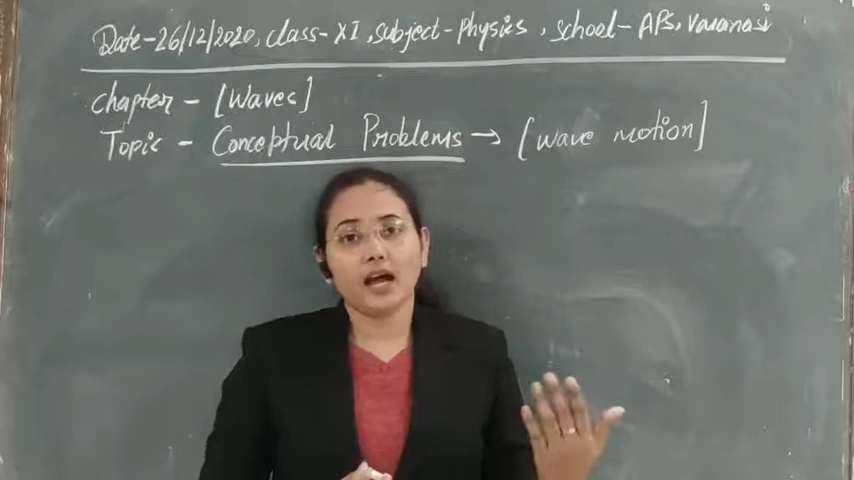 Date-26/12/2020, class-XI, subject-Physics, school-APS, Varanasi
Chapter - [Waves]
Topic - Conceptual Problems → [wave motion]